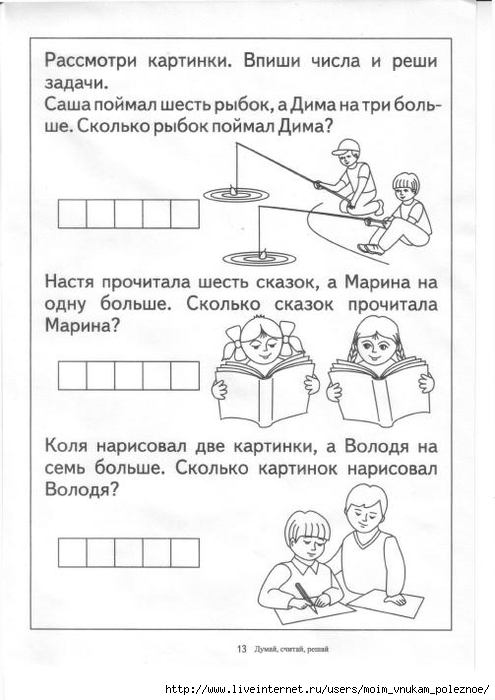 Рассмотри картинки. Впиши числа и реши
задачи.
Саша поймал шесть рыбок, а Дима на три боль-
ше. Сколько рыбок поймал Дима?
Настя прочитала шесть сказок, а Марина на
одну больше. Сколько сказок прочитала
Марина?
Коля нарисовал две картинки, а Володя на
семь больше. Сколько картинок нарисовал
Володя?
13 Думай, считай, решай
http://www.liveinternet.ru/users/moim_vnukam_poleznoe/